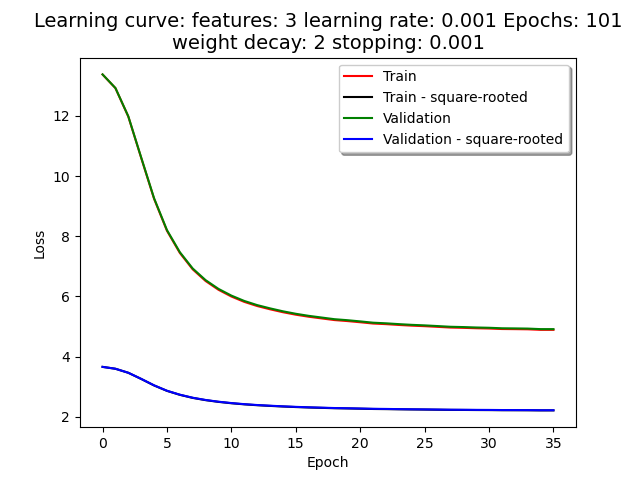 Learning curve: features: 3 learning rate: 0.001 Epochs: 101
weight decay: 2 stopping: 0.001
Train
Train - square-rooted
Validation
Validation - square-rooted
12
10
8
6
4
2
Loss
0
5
10
15
20
25
30
35
Epoch